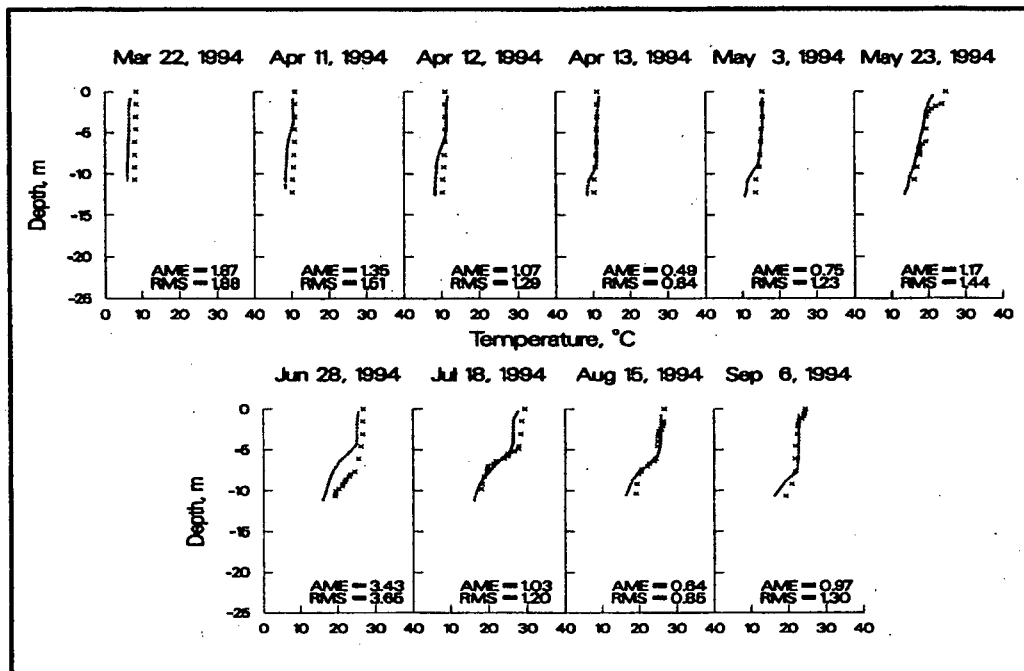 Mar 22, 1994 Apr 11, 1994 Apr 12, 1994 Apr 13, 1994 May 3, 1994 May 23, 1994
0
-5
-10
-15
-20
-25
Depth, m
AME = 1.87 AME = 1.35 AME = 1.07 AME = 0.49 AME = 0.75 AME = 1.17
RMS = 1.88 RMS = 1.51 RMS = 1.29 RMS = 0.64 RMS = 1.23 RMS = 1.44
0 10 20 30 40 10 20 30 40 10 20 30 40 10 20 30 40 10 20 30 40 10 20 30 40
Temperature, °C
Jun 28, 1994 Jul 18, 1994 Aug 15, 1994 Sep 6, 1994
0
-5
-10
-15
-20
-25
Depth, m
AME = 3.43 AME = 1.03 AME = 0.64 AME = 0.97
RMS = 3.65 RMS = 1.20 RMS = 0.85 RMS = 1.30
0 10 20 30 40 10 20 30 40 10 20 30 40 10 20 30 40